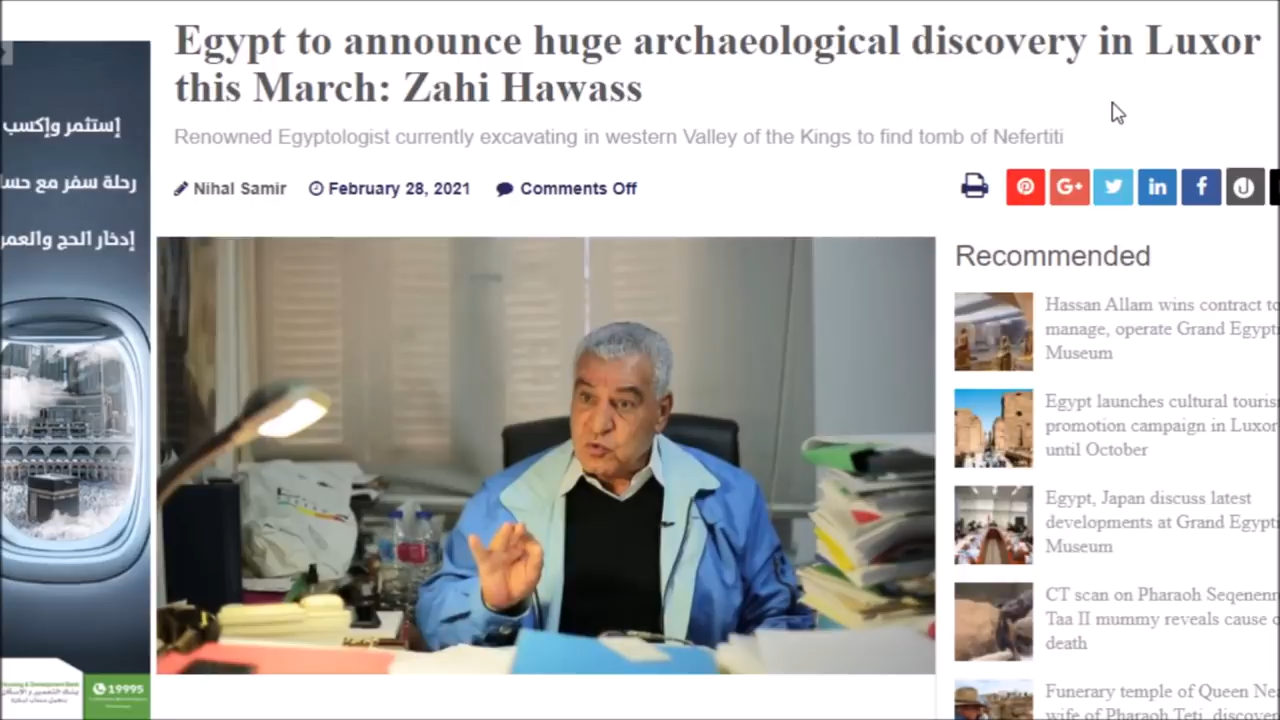 Egypt to announce huge archaeological discovery in Luxor
this March: Zahi Hawass
Renowned Egyptologist currently excavating in western Valley of the Kings to find tomb of Nefertiti
Nihal Samir
February 28, 2021
Comments Off
إستثمر وإكسب
رحلة سفر مع حسا
إدخار الحج والعمر
19995
Recommended
Hassan Allam wins contract to
manage, operate Grand Egypt
Museum
Egypt launches cultural touris
promotion campaign in Luxor
until October
Egypt, Japan discuss latest
developments at Grand Egypt
Museum
CT scan on Pharaoh Seqenenr
Taa II mummy reveals cause o
death
Funerary temple of Queen Ne
wife of Pharaoh Teti, discover